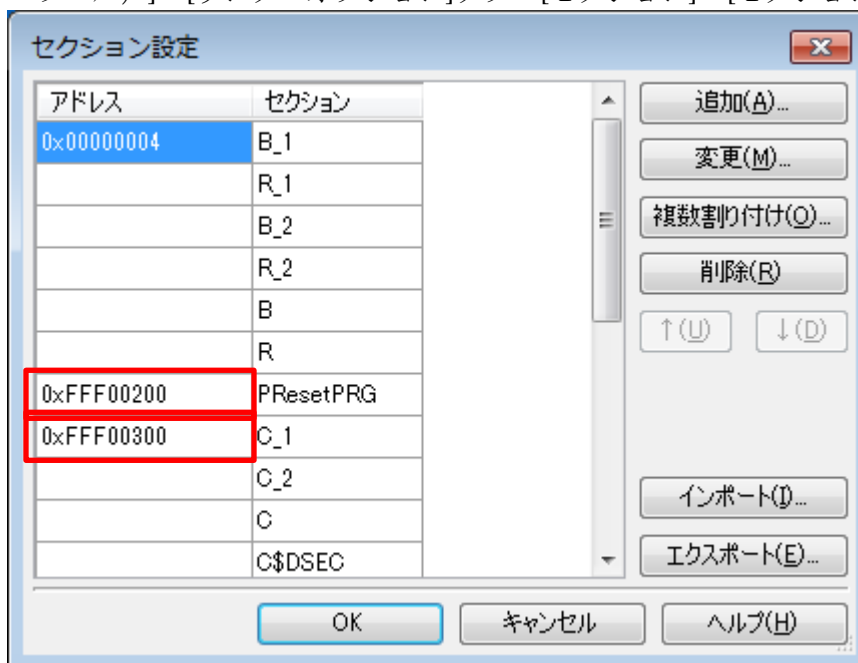 セクション設定
アドレス セクション
0x00000004 B_1
R_1
B_2
R_2
B
R
0xFFF00200 PResetPRG
0xFFF00300 C_1
C_2
C
C$DSEC
追加(A)...
変更(M)...
複数割り付け(O)...
削除(R)
↑(U) ↓(D)
インポート(I)...
エクスポート(E)...
OK キャンセル ヘルプ(H)